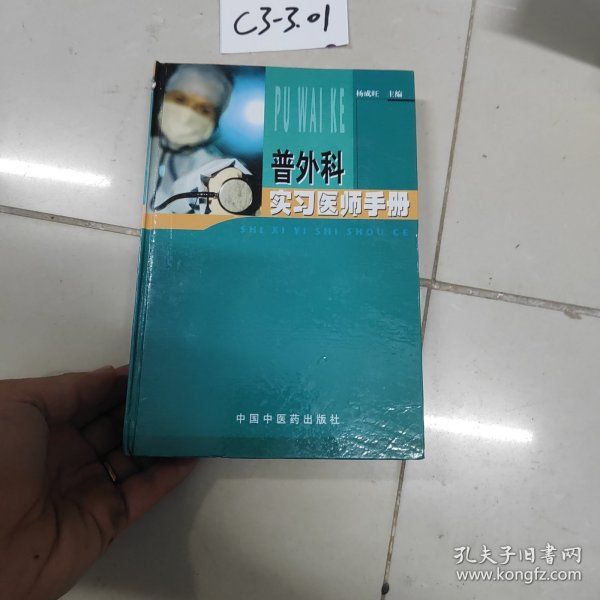 C3-3.01
PU WAI KE
杨成旺 主编
普外科
实习医师手册
SHI XI YI SHI SHOU CE
中国中医药出版社
孔夫子旧书网
www.kongfz.com